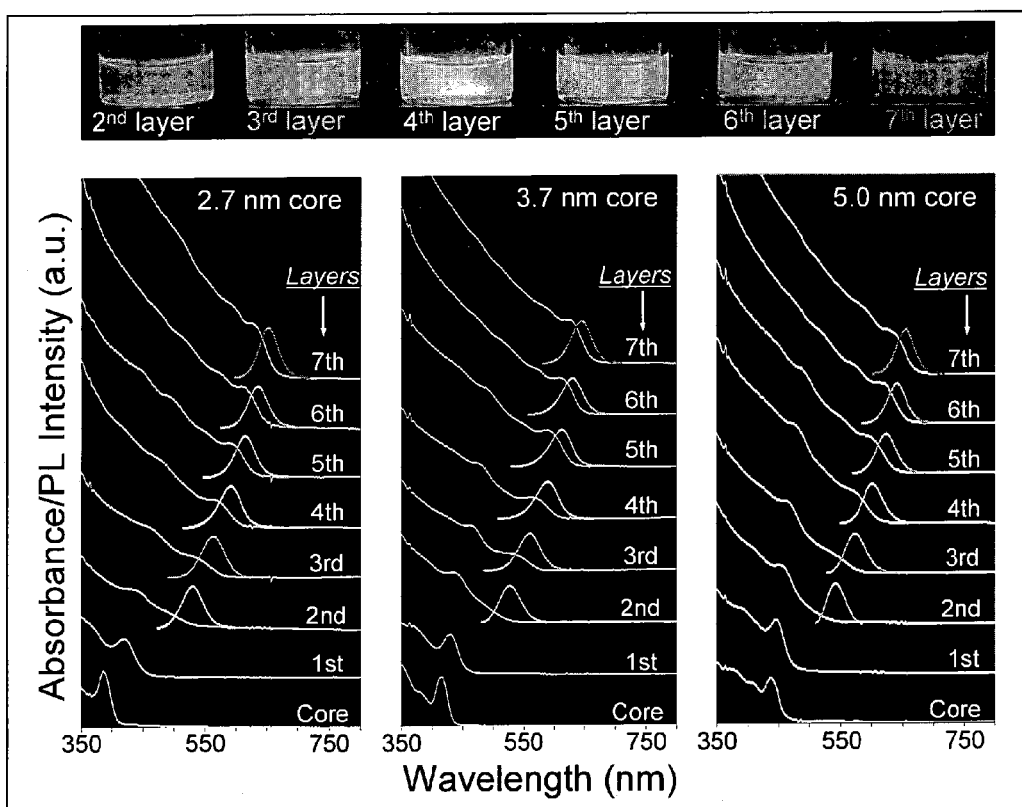 2nd layer 3rd layer 4th layer 5th layer 6th layer 7th layer
Absorbance/PL Intensity (a.u.)
2.7 nm core
Layers
7th
6th
5th
4th
3rd
2nd
1st
Core
350 550 750
3.7 nm core
Layers
7th
6th
5th
4th
3rd
2nd
1st
Core
350 550 750
5.0 nm core
Layers
7th
6th
5th
4th
3rd
2nd
1st
Core
350 550 750
Wavelength (nm)